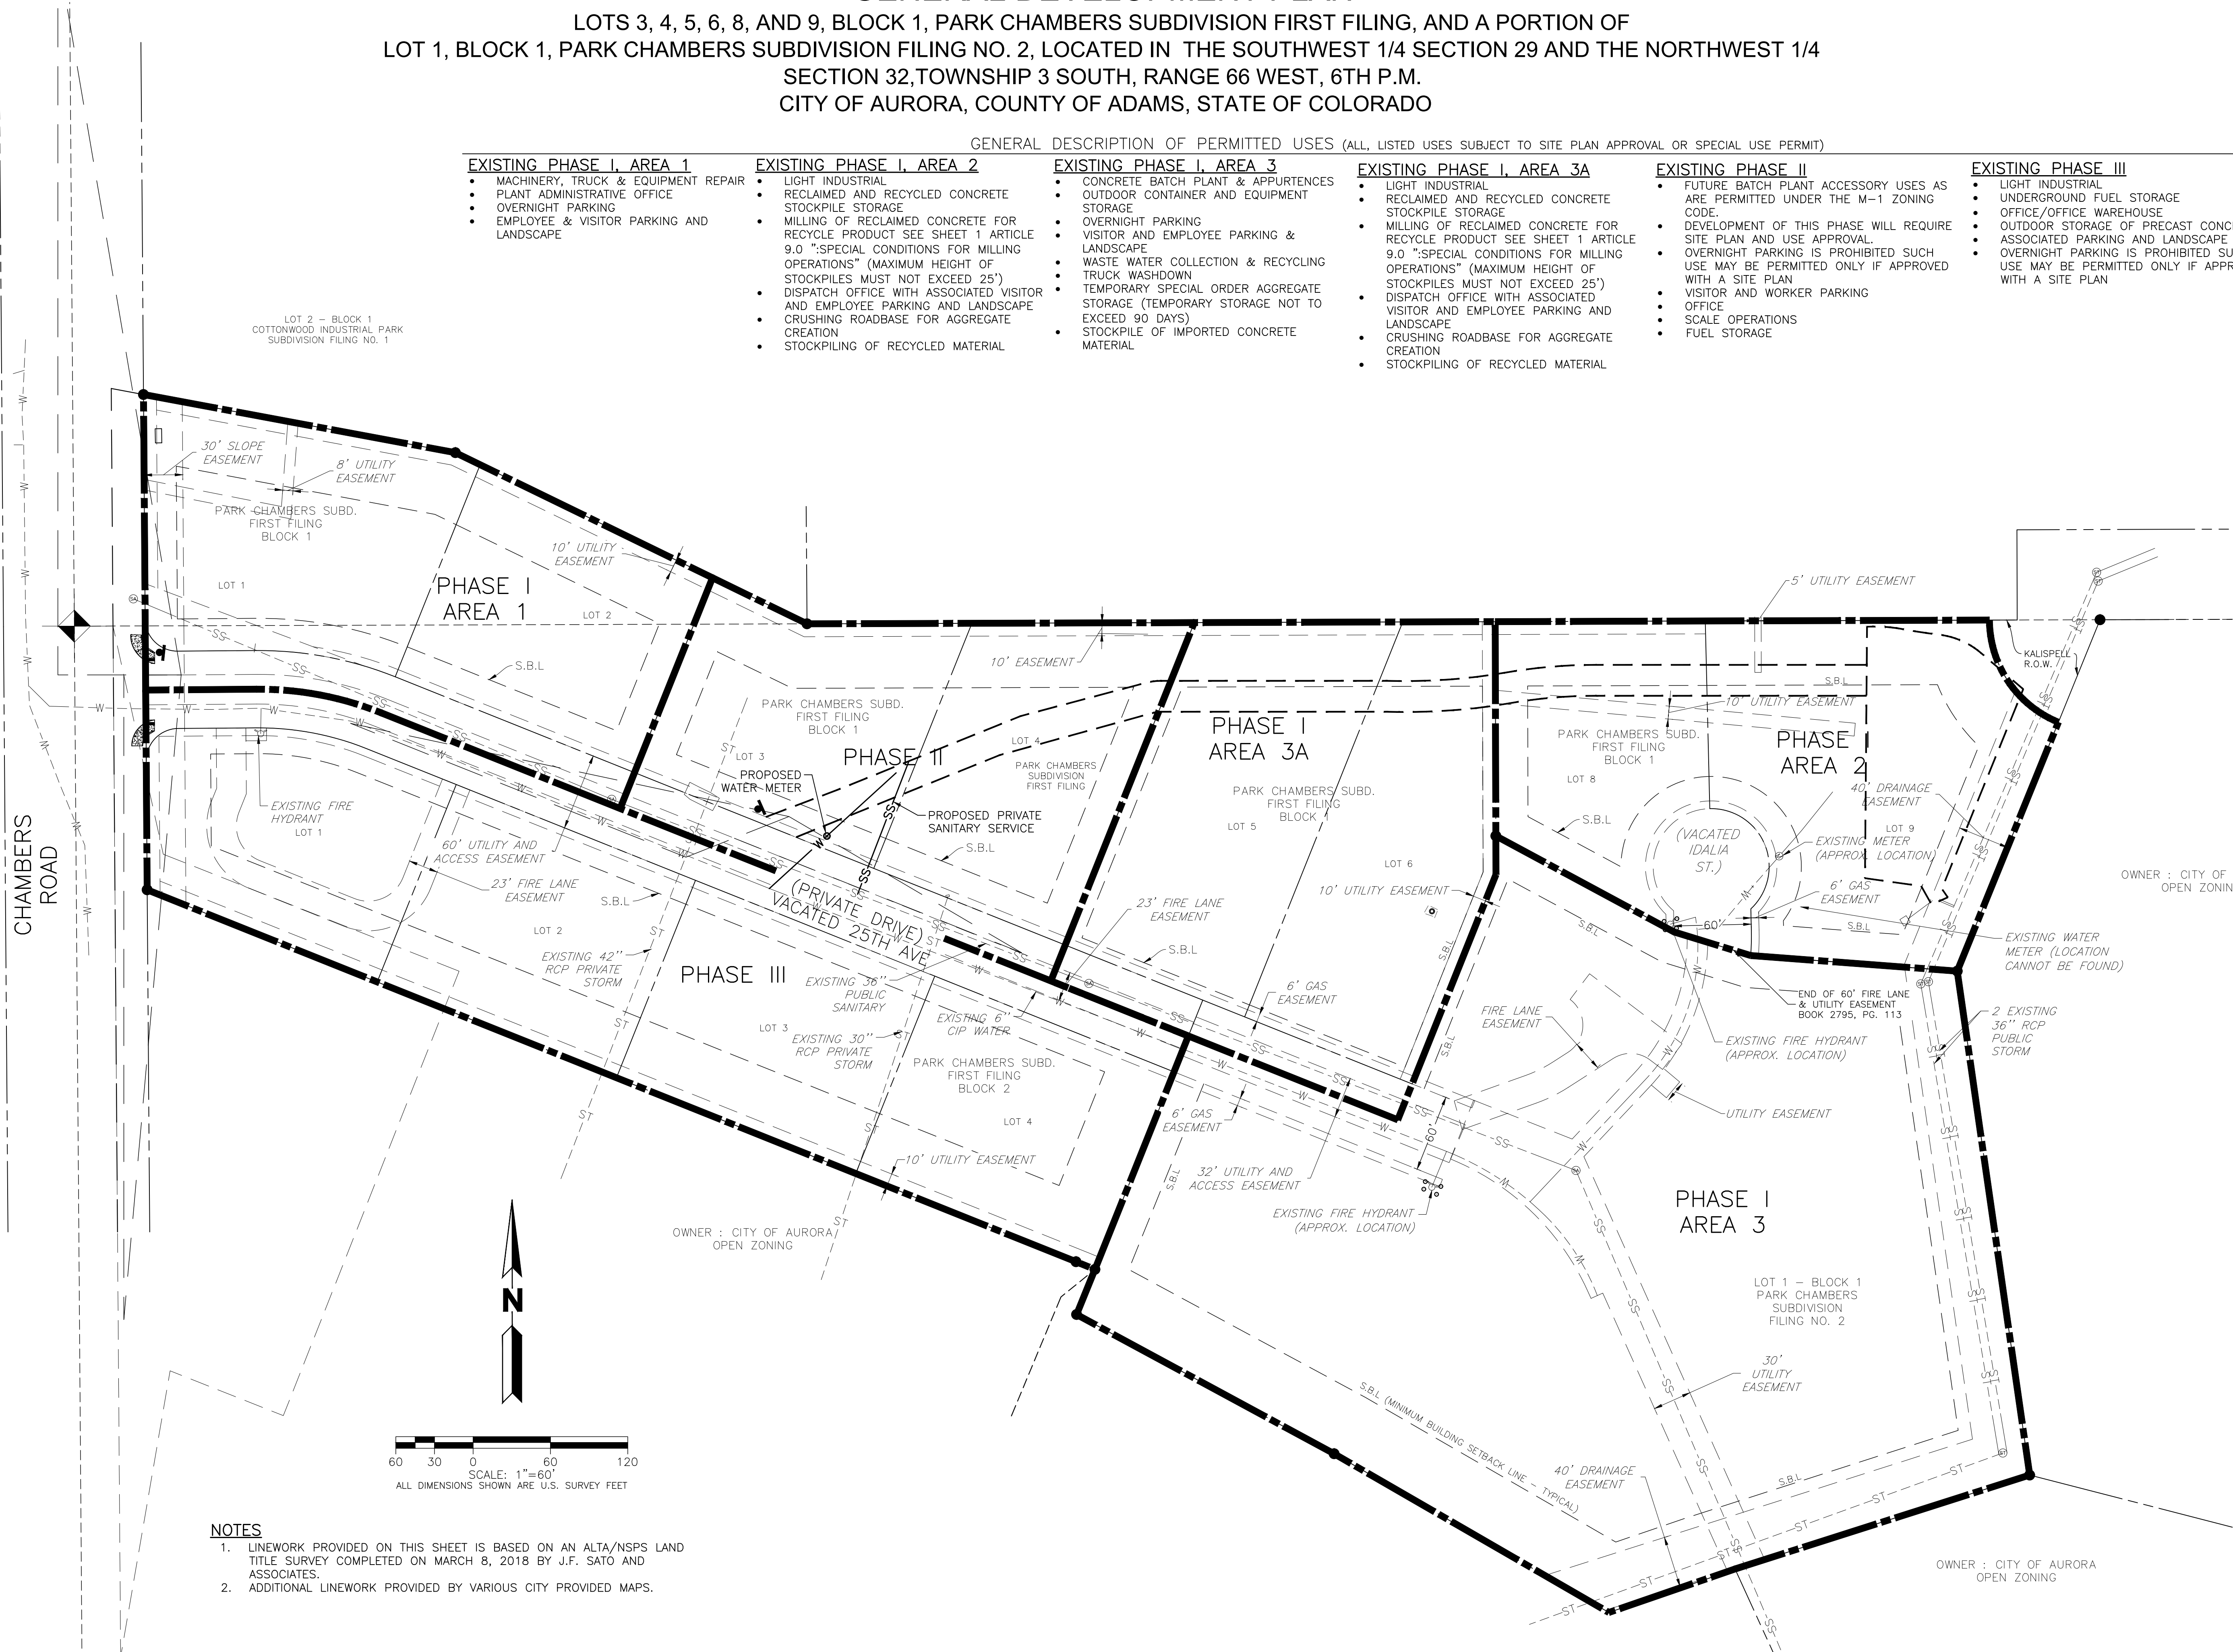 LOTS 3, 4, 5, 6, 8, AND 9, BLOCK 1, PARK CHAMBERS SUBDIVISION FIRST FILING, AND A PORTION OF
LOT 1, BLOCK 1, PARK CHAMBERS SUBDIVISION FILING NO. 2, LOCATED IN THE SOUTHWEST 1/4 SECTION 29 AND THE NORTHWEST 1/4
SECTION 32,TOWNSHIP 3 SOUTH, RANGE 66 WEST, 6TH P.M.
CITY OF AURORA, COUNTY OF ADAMS, STATE OF COLORADO
GENERAL DESCRIPTION OF PERMITTED USES (ALL, LISTED USES SUBJECT TO SITE PLAN APPROVAL OR SPECIAL USE PERMIT)
EXISTING PHASE I, AREA 1
• MACHINERY, TRUCK & EQUIPMENT REPAIR
• PLANT ADMINISTRATIVE OFFICE
• OVERNIGHT PARKING
• EMPLOYEE & VISITOR PARKING AND
LANDSCAPE
EXISTING PHASE I, AREA 2
• LIGHT INDUSTRIAL
• RECLAIMED AND RECYCLED CONCRETE
STOCKPILE STORAGE
• MILLING OF RECLAIMED CONCRETE FOR
RECYCLE PRODUCT SEE SHEET 1 ARTICLE
9.0 ":SPECIAL CONDITIONS FOR MILLING
OPERATIONS" (MAXIMUM HEIGHT OF
STOCKPILES MUST NOT EXCEED 25')
• DISPATCH OFFICE WITH ASSOCIATED VISITOR
AND EMPLOYEE PARKING AND LANDSCAPE
• CRUSHING ROADBASE FOR AGGREGATE
CREATION
• STOCKPILING OF RECYCLED MATERIAL
EXISTING PHASE I, AREA 3
• CONCRETE BATCH PLANT & APPURTENCES
• OUTDOOR CONTAINER AND EQUIPMENT
STORAGE
• OVERNIGHT PARKING
• VISITOR AND EMPLOYEE PARKING &
LANDSCAPE
• WASTE WATER COLLECTION & RECYCLING
• TRUCK WASHDOWN
• TEMPORARY SPECIAL ORDER AGGREGATE
STORAGE (TEMPORARY STORAGE NOT TO
EXCEED 90 DAYS)
• STOCKPILE OF IMPORTED CONCRETE
MATERIAL
EXISTING PHASE I, AREA 3A
• LIGHT INDUSTRIAL
• RECLAIMED AND RECYCLED CONCRETE
STOCKPILE STORAGE
• MILLING OF RECLAIMED CONCRETE FOR
RECYCLE PRODUCT SEE SHEET 1 ARTICLE
9.0 ":SPECIAL CONDITIONS FOR MILLING
OPERATIONS" (MAXIMUM HEIGHT OF
STOCKPILES MUST NOT EXCEED 25')
• DISPATCH OFFICE WITH ASSOCIATED
VISITOR AND EMPLOYEE PARKING AND
LANDSCAPE
• CRUSHING ROADBASE FOR AGGREGATE
CREATION
• STOCKPILING OF RECYCLED MATERIAL
EXISTING PHASE II
• FUTURE BATCH PLANT ACCESSORY USES AS
ARE PERMITTED UNDER THE M-1 ZONING
CODE.
• DEVELOPMENT OF THIS PHASE WILL REQUIRE
SITE PLAN AND USE APPROVAL.
• OVERNIGHT PARKING IS PROHIBITED SUCH
USE MAY BE PERMITTED ONLY IF APPROVED
WITH A SITE PLAN
• VISITOR AND WORKER PARKING
• OFFICE
• SCALE OPERATIONS
• FUEL STORAGE
EXISTING PHASE III
• LIGHT INDUSTRIAL
• UNDERGROUND FUEL STORAGE
• OFFICE/OFFICE WAREHOUSE
• OUTDOOR STORAGE OF PRECAST
• ASSOCIATED PARKING AND LANDSCAPE
• OVERNIGHT PARKING IS PROHIBITED
USE MAY BE PERMITTED ONLY IF
WITH A SITE PLAN
LOT 2 - BLOCK 1
COTTONWOOD INDUSTRIAL PARK
SUBDIVISION FILING NO. 1
30' SLOPE
EASEMENT
8' UTILITY
EASEMENT
PARK CHAMBERS SUBD.
FIRST FILING
BLOCK 1
LOT 1
10' UTILITY
EASEMENT
PHASE I
AREA 1
LOT 2
S.B.L
10' EASEMENT
5' UTILITY EASEMENT
KALISPELL
R.O.W.
S.B.L
10' UTILITY EASEMENT
PARK CHAMBERS SUBD.
FIRST FILING
BLOCK 1
LOT 3
PHASE II
LOT 4
PARK CHAMBERS
SUBDIVISION
FIRST FILING
PROPOSED
WATER METER
PROPOSED PRIVATE
SANITARY SERVICE
S.B.L
PHASE I
AREA 3A
PARK CHAMBERS SUBD.
FIRST FILING
BLOCK 1
LOT 5
LOT 6
10' UTILITY EASEMENT
PARK CHAMBERS SUBD.
FIRST FILING
BLOCK 1
LOT 8
PHASE
AREA 2
40' DRAINAGE
EASEMENT
S.B.L
(VACATED
IDALIA
ST.)
LOT 9
EXISTING METER
(APPROX. LOCATION)
6' GAS
EASEMENT
60'
S.B.L
OWNER : CITY OF
OPEN
EXISTING WATER
METER (LOCATION
CANNOT BE FOUND)
CHAMBERS
ROAD
EXISTING FIRE
HYDRANT
LOT 1
60' UTILITY AND
ACCESS EASEMENT
23' FIRE LANE
EASEMENT
S.B.L
LOT 2
EXISTING 42"
RCP PRIVATE
STORM
PHASE III
(PRIVATE DRIVE)
VACATED 25TH AVE
EXISTING 36"
PUBLIC
SANITARY
LOT 3
EXISTING 30"
RCP PRIVATE
STORM
EXISTING 6"
CIP WATER
PARK CHAMBERS SUBD.
FIRST FILING
BLOCK 2
LOT 4
23' FIRE LANE
EASEMENT
S.B.L
6' GAS
EASEMENT
S.B.L
S.B.L
S.B.L
FIRE LANE
EASEMENT
END OF 60' FIRE LANE
& UTILITY EASEMENT
BOOK 2795, PG. 113
EXISTING FIRE HYDRANT
(APPROX. LOCATION)
2 EXISTING
36" RCP
PUBLIC
STORM
UTILITY EASEMENT
6' GAS
EASEMENT
60'
10' UTILITY EASEMENT
S.B.L
32' UTILITY AND
ACCESS EASEMENT
EXISTING FIRE HYDRANT
(APPROX. LOCATION)
PHASE I
AREA 3
OWNER : CITY OF AURORA
OPEN ZONING
LOT 1 - BLOCK 1
PARK CHAMBERS
SUBDIVISION
FILING NO. 2
30'
UTILITY
EASEMENT
S.B.L (MINIMUM BUILDING SETBACK LINE - TYPICAL)
40' DRAINAGE
EASEMENT
S.B.L
OWNER : CITY OF AURORA
OPEN ZONING
N
60 30 0 60 120
SCALE: 1"=60'
ALL DIMENSIONS SHOWN ARE U.S. SURVEY FEET
NOTES
1. LINEWORK PROVIDED ON THIS SHEET IS BASED ON AN ALTA/NSPS LAND
TITLE SURVEY COMPLETED ON MARCH 8, 2018 BY J.F. SATO AND
ASSOCIATES.
2. ADDITIONAL LINEWORK PROVIDED BY VARIOUS CITY PROVIDED MAPS.